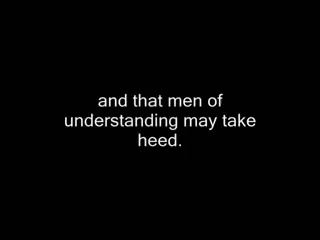 and that men of
understanding may take
heed.